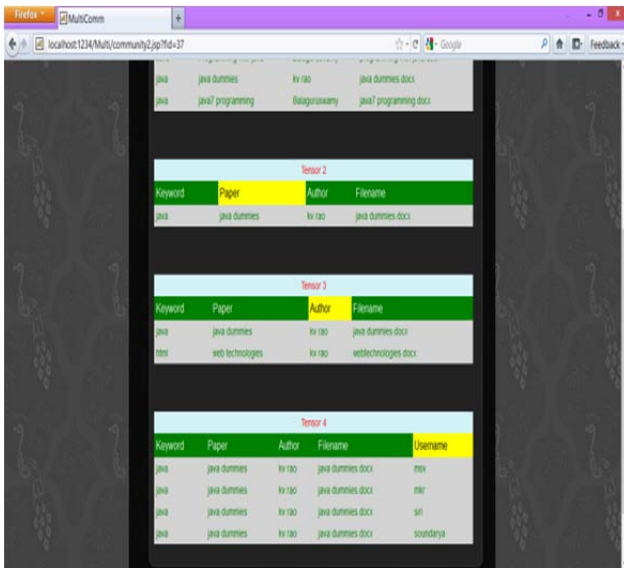 Firefox
MultiComm
+
localhost:1234/Multi/community2.jsp?fid=37
Google
Feedback
java java dummies kv rao java dummies.docx
java java7 programming Balaguruswamy java7 programming.docx
Tensor 2
Keyword Paper Author Filename
java java dummies kv rao java dummies.docx
Tensor 3
Keyword Paper Author Filename
java java dummies kv rao java dummies.docx
html web technologies kv rao webtechnologies.docx
Tensor 4
Keyword Paper Author Filename Username
java java dummies kv rao java dummies.docx msv
java java dummies kv rao java dummies.docx mkr
java java dummies kv rao java dummies.docx siri
java java dummies kv rao java dummies.docx soundarya